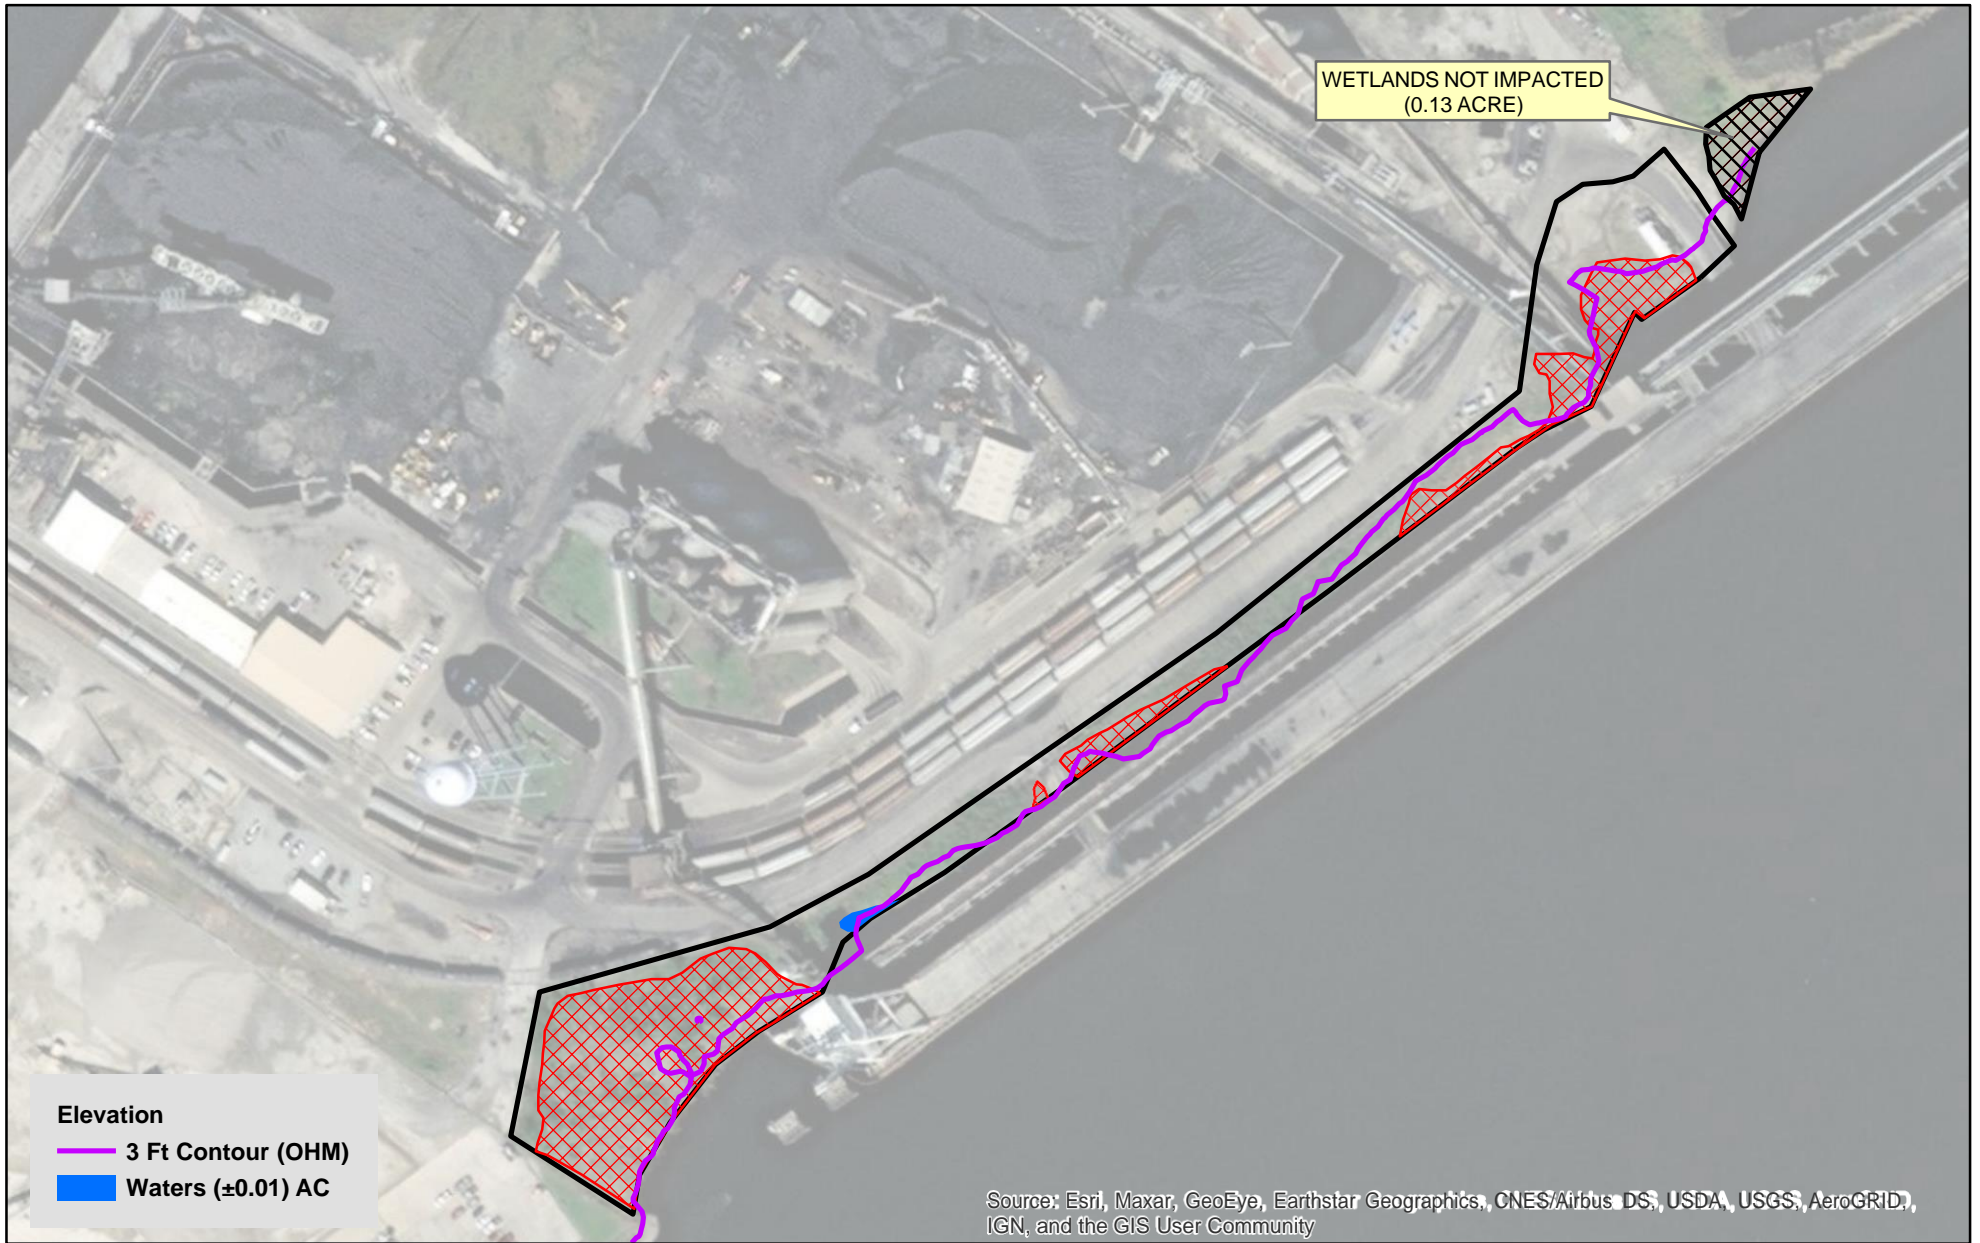 WETLANDS NOT IMPACTED
(0.13 ACRE)
Elevation
3 Ft Contour (OHM)
Waters (±0.01) AC
Source: Esri, Maxar, GeoEye, Earthstar Geographics, CNES/Airbus DS, USDA, USGS, AeroGRID,
IGN, and the GIS User Community